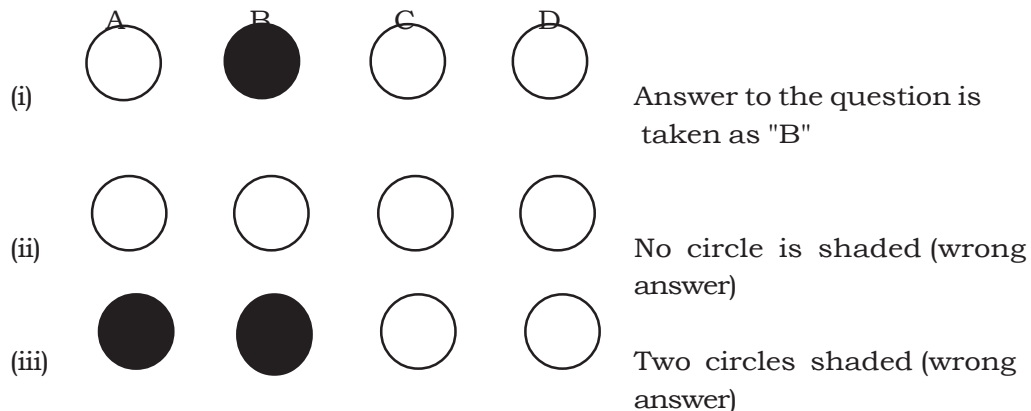 A B C D
(i) Answer to the question is
taken as "B"
(ii) No circle is shaded (wrong
answer)
(iii) Two circles shaded (wrong
answer)